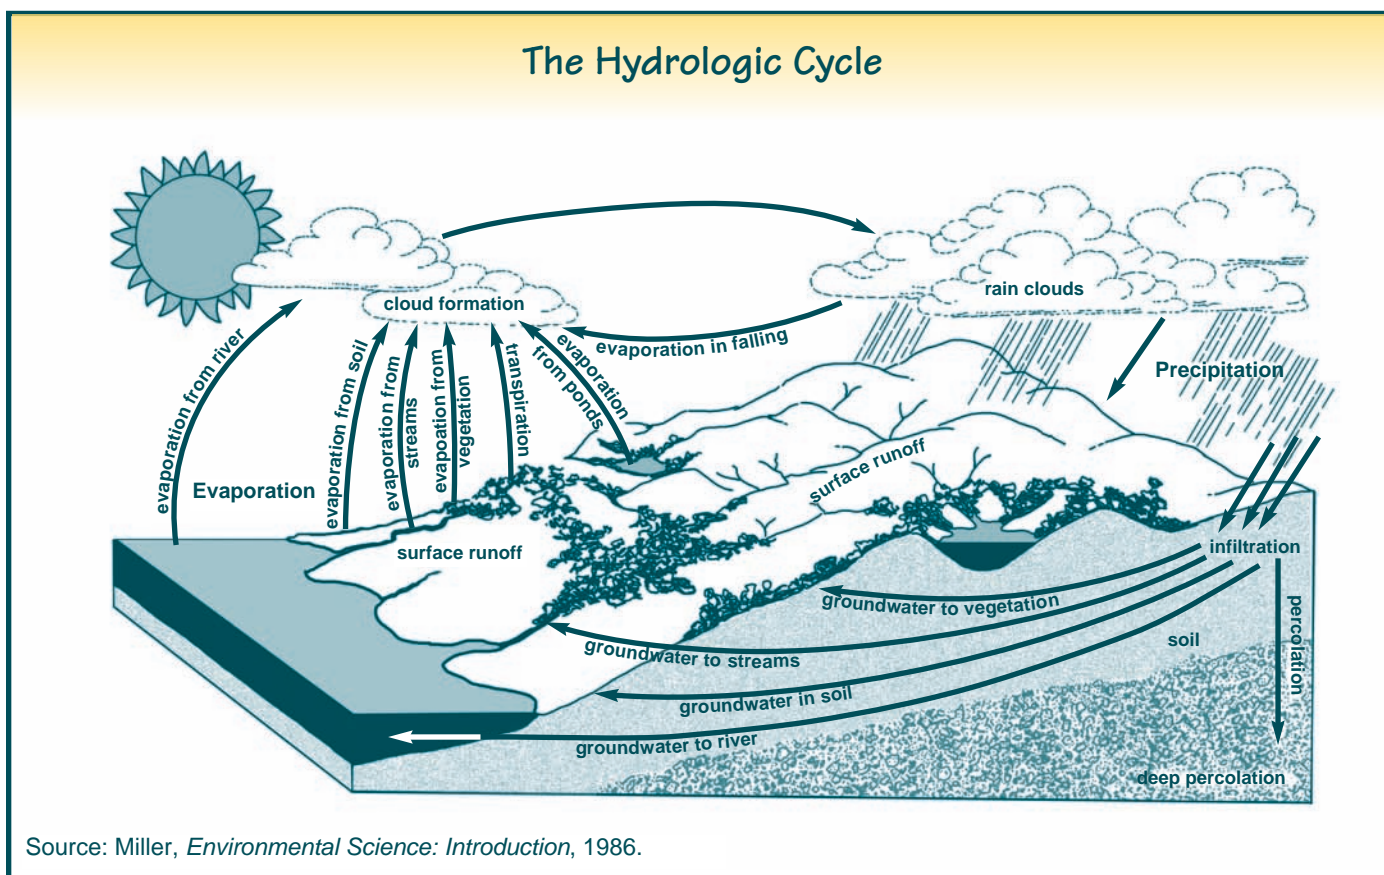 The Hydrologic Cycle
cloud formation
rain clouds
evaporation in falling
Precipitation
evaporation from river
Evaporation
evaporation from soil
evaporation from
streams
evapoation from
vegetation
transpiration
evaporation
from ponds
surface runoff
surface runoff
infiltration
percolation
groundwater to vegetation
groundwater to streams
soil
groundwater in soil
groundwater to river
deep percolation
Source: Miller, Environmental Science: Introduction, 1986.